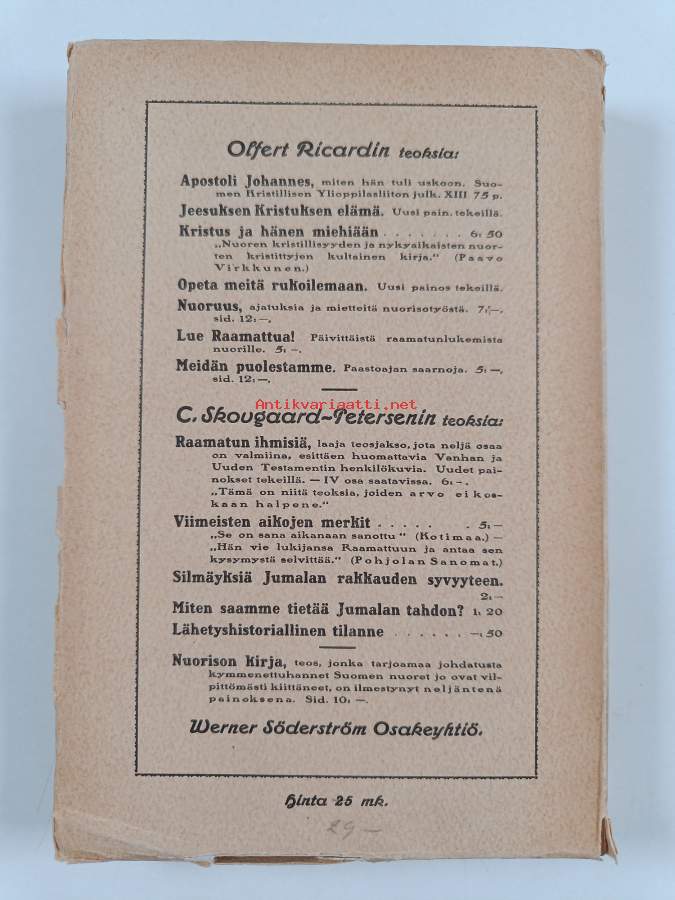 Olfert Ricardin teoksia:
Apostoli Johannes, miten hän tuli uskoon. Suo-
men Kristillisen Ylioppilasliiton julk. XIII 75 p.
Jeesuksen Kristuksen elämä. Uusi pain. tekeillä.
Kristus ja hänen miehiään . . . . . . . 6: 50
„Nuoren kristillisyyden ja nykyaikaisten nuor-
ten kristittyjen kultainen kirja.“ (Paavo
Virkkunen.)
Opeta meitä rukoilemaan. Uusi painos tekeillä.
Nuoruus, ajatuksia ja mietteitä nuorisotyöstä. 7:—,
sid. 12:—.
Lue Raamattua! Päivittäistä raamatunlukemista
nuorille. 5: —.
Meidän puolestamme. Paastoajan saarnoja. 5: —,
sid. 12:—.
Antikvariaatti.net
C. Skovgaard-Petersenin teoksia:
Raamatun ihmisiä, laaja teosjakso, jota neljä osaa
on valmiina, esittäen huomattavia Vanhan ja
Uuden Testamentin henkilökuvia. Uudet pai-
nokset tekeillä. — IV osa saatavissa. 6: —.
„Tämä on niitä teoksia, joiden arvo ei kos-
kaan halpene.“
Viimeisten aikojen merkit . . . . . . 5: —
„Se on sana aikanaan sanottu“ (Kotimaa.) —
„Hän vie lukijansa Raamattuun ja antaa sen
kysymystä selvittää.“ (Pohjolan Sanomat.)
Silmäyksiä Jumalan rakkauden syvyyteen.
2: —
Miten saamme tietää Jumalan tahdon? 1: 20
Lähetyshistoriallinen tilanne . . . . . . —: 50
Nuorison kirja, teos, jonka tarjoamaa johdatusta
kymmenettuhannet Suomen nuoret jo ovat vil-
pittömästi kiittäneet, on ilmestynyt neljäntenä
painoksena. Sid. 10: —.
Werner Söderström Osakeyhtiö.
Hinta 25 mk.
29—